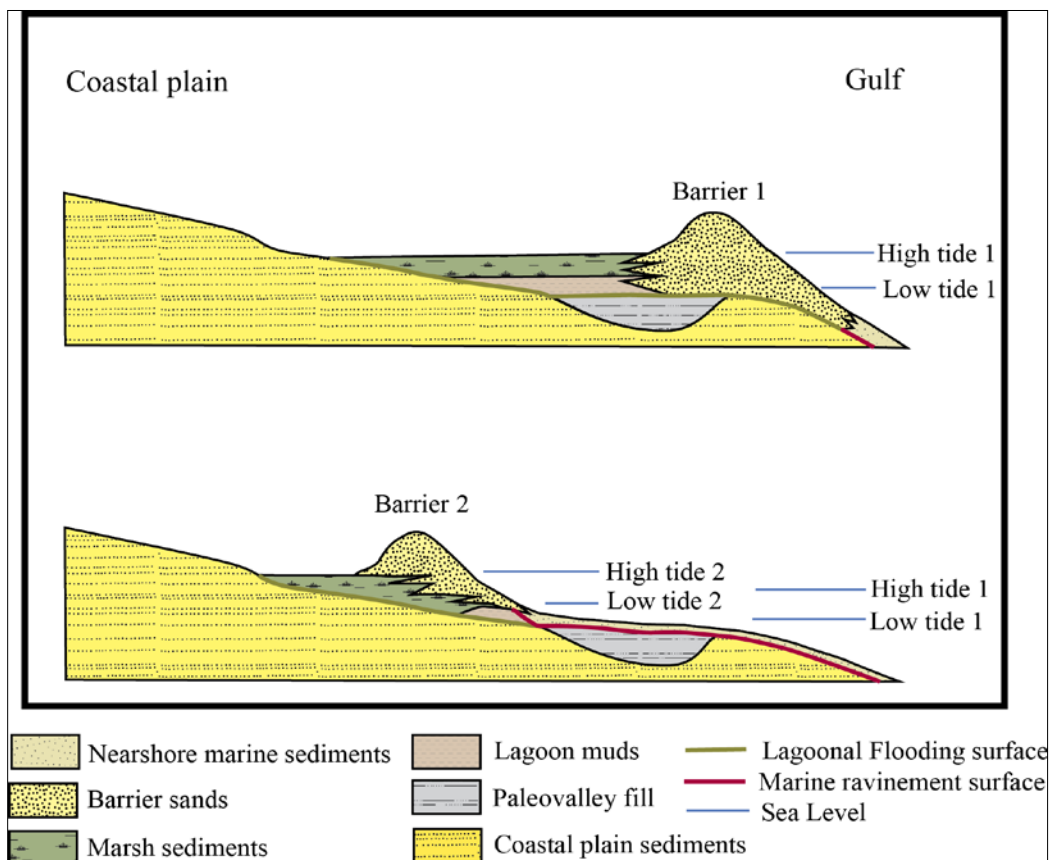 Coastal plain
Gulf
Barrier 1
High tide 1
Low tide 1
Barrier 2
High tide 2
Low tide 2
High tide 1
Low tide 1
Nearshore marine sediments
Barrier sands
Marsh sediments
Lagoon muds
Paleovalley fill
Coastal plain sediments
Lagoonal Flooding surface
Marine ravinement surface
Sea Level